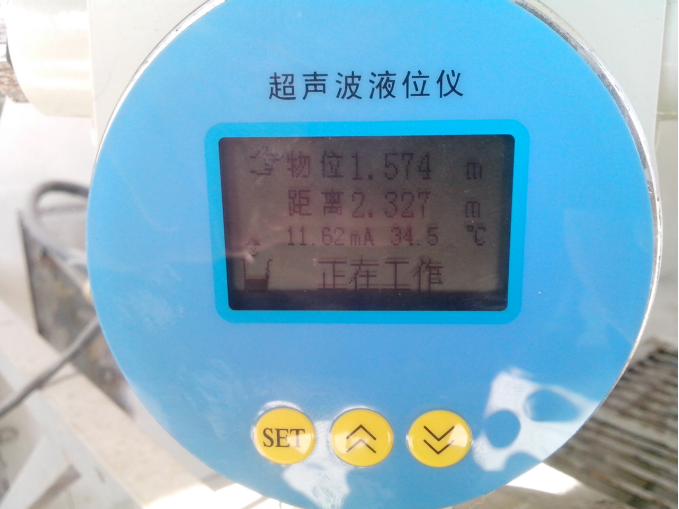 超声波液位仪
物位1.574 m
距离2.327 m
11.62mA 34.5 ℃
正在工作
SET